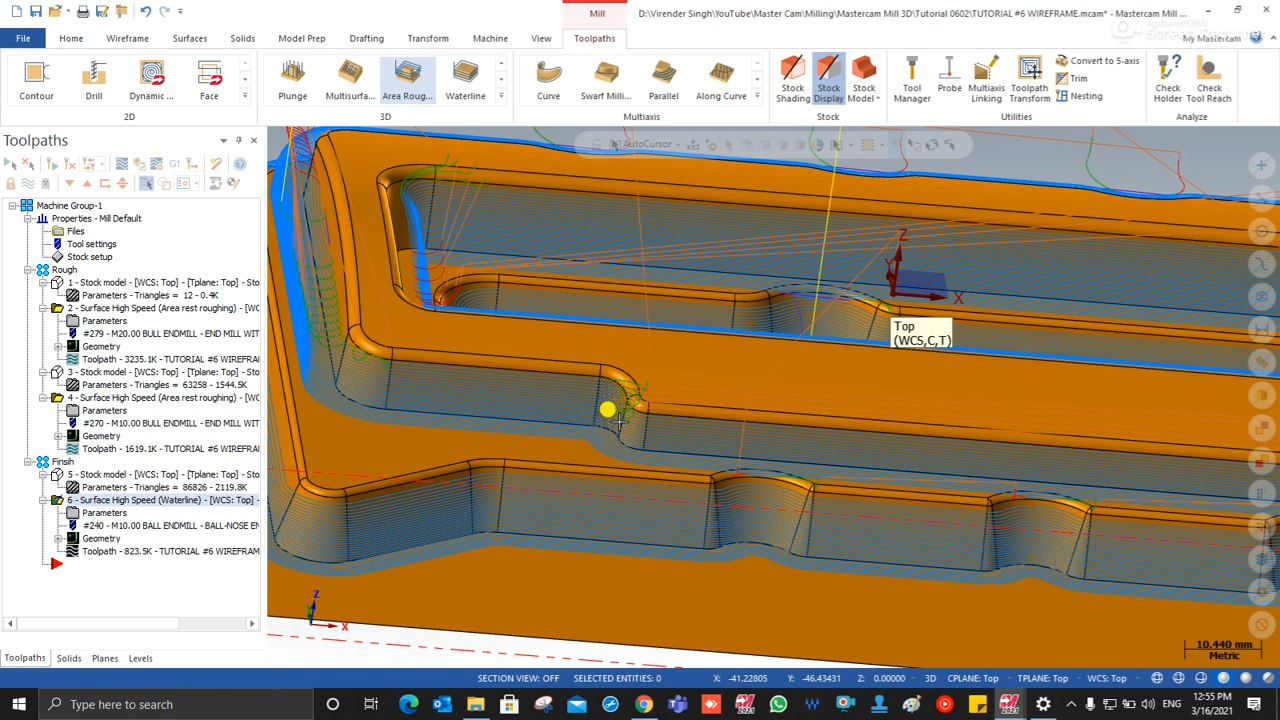 Mill
D:\Virender Singh\YouTube\Master Cam\Milling\Mastercam Mill 3D\Tutorial 0602\TUTORIAL #6 WIREFRAME.mcam* - Mastercam Mill ...
File Home Wireframe Surfaces Solids Model Prep Drafting Transform Machine View Toolpaths My Mastercam
Contour Drill Dynamic ... Face Plunge Multisurfa... Area Roug... Waterline Curve Swarf Milli... Parallel Along Curve
Stock Shading
Stock Display
Stock Model
Tool Manager
Probe
Multiaxis Linking
Toolpath Transform
Convert to 5-axis
Trim
Nesting
Check Holder
Check Tool Reach
2D 3D Multiaxis Stock Utilities Analyze
Toolpaths
AutoCursor
G1
Machine Group-1
Properties - Mill Default
Files
Tool settings
Stock setup
Rough
1 - Stock model - [WCS: Top] - [Tplane: Top] - Sto
Parameters - Triangles = 12 - 0.4K
2 - Surface High Speed (Area rest roughing) - [WC
Parameters
#279 - M20.00 BULL ENDMILL - END MILL WIT
Geometry
Toolpath - 3235.1K - TUTORIAL #6 WIREFRAM
3 - Stock model - [WCS: Top] - [Tplane: Top] - Sto
Parameters - Triangles = 63258 - 1544.5K
4 - Surface High Speed (Area rest roughing) - [WC
Parameters
#270 - M10.00 BULL ENDMILL - END MILL WIT
Geometry
Toolpath - 1619.1K - TUTORIAL #6 WIREFRAM
Finsih
5 - Stock model - [WCS: Top] - [Tplane: Top] - Sto
Parameters - Triangles = 86826 - 2119.8K
6 - Surface High Speed (Waterline) - [WCS: Top] -
Parameters
#240 - M10.00 BALL ENDMILL - BALL-NOSE EN
Geometry
Toolpath - 823.5K - TUTORIAL #6 WIREFRAM
Z
Y
X
Top
(WCS,C,T)
Z
X
10.440 mm
Metric
Toolpaths Solids Planes Levels
SECTION VIEW: OFF SELECTED ENTITIES: 0 X: -41.22805 Y: -46.43431 Z: 0.00000 3D CPLANE: Top TPLANE: Top WCS: Top
Type here to search
ENG
12:55 PM
3/16/2021